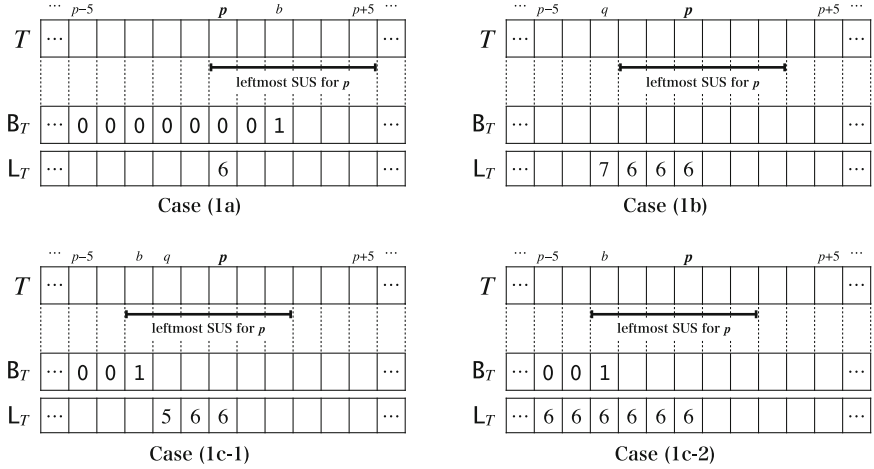 ... p−5 p b p+5 ...
T ... ...
leftmost SUS for p
B_T ... 0 0 0 0 0 0 0 1 ...
L_T ... 6 ...
Case (1a)
... p−5 q p p+5 ...
T ... ...
leftmost SUS for p
B_T ... ...
L_T ... 7 6 6 6 ...
Case (1b)
... p−5 b q p p+5 ...
T ... ...
leftmost SUS for p
B_T ... 0 0 1 ...
L_T ... 5 6 6 ...
Case (1c-1)
... p−5 b p p+5 ...
T ... ...
leftmost SUS for p
B_T ... 0 0 1 ...
L_T ... 6 6 6 6 6 6 ...
Case (1c-2)